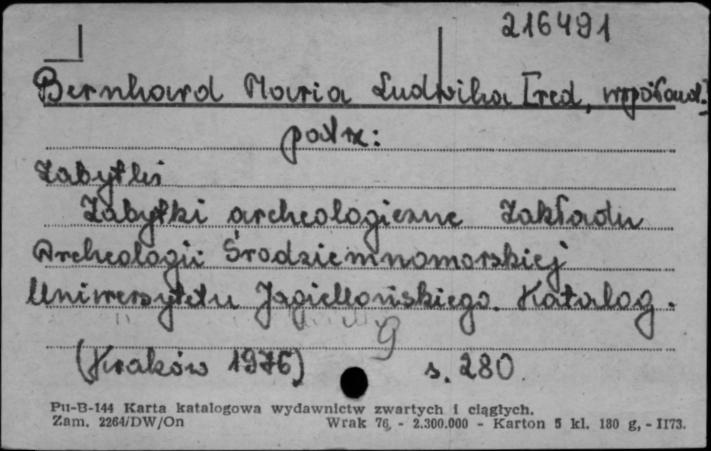 216491
Bernhard Maria Ludwika [red, współaut.]
patrz:
Zabytki
Zabytki archeologiczne Zakładu
Archeologii Śródziemnomorskiej
Uniwersytetu Jagiellońskiego. Katalog.
g
(Kraków 1976) s. 280
Pu-B-144 Karta katalogowa wydawnictw zwartych i ciągłych.
Zam. 2264/DW/On Wrak 76, - 2.300.000 - Karton 5 kl. 180 g, - II73.